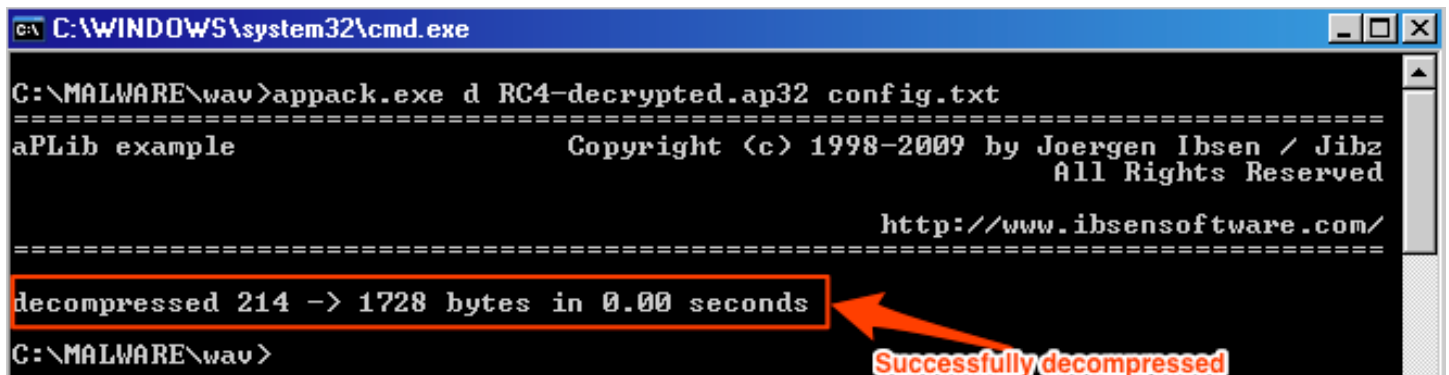 C:\WINDOWS\system32\cmd.exe
C:\MALWARE\wav>appack.exe d RC4-decrypted.ap32 config.txt
===============================================================================
aPLib example Copyright (c) 1998-2009 by Joergen Ibsen / Jibz
All Rights Reserved
http://www.ibsensoftware.com/
===============================================================================
decompressed 214 -> 1728 bytes in 0.00 seconds
C:\MALWARE\wav>
Successfully decompressed